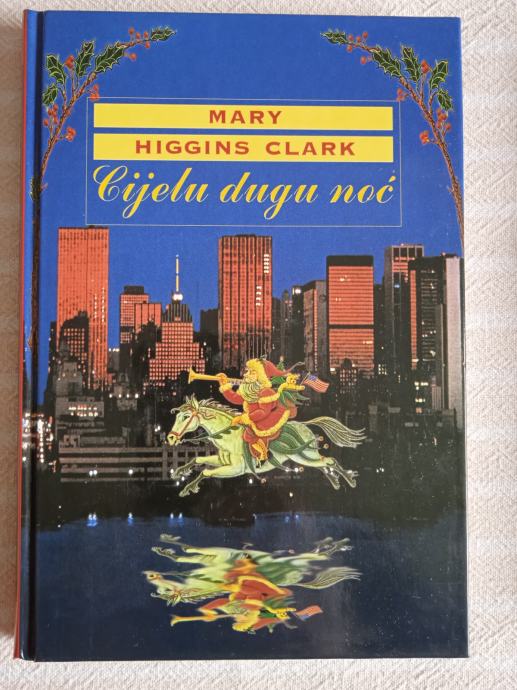 MARY
HIGGINS CLARK
Cijelu dugu noć